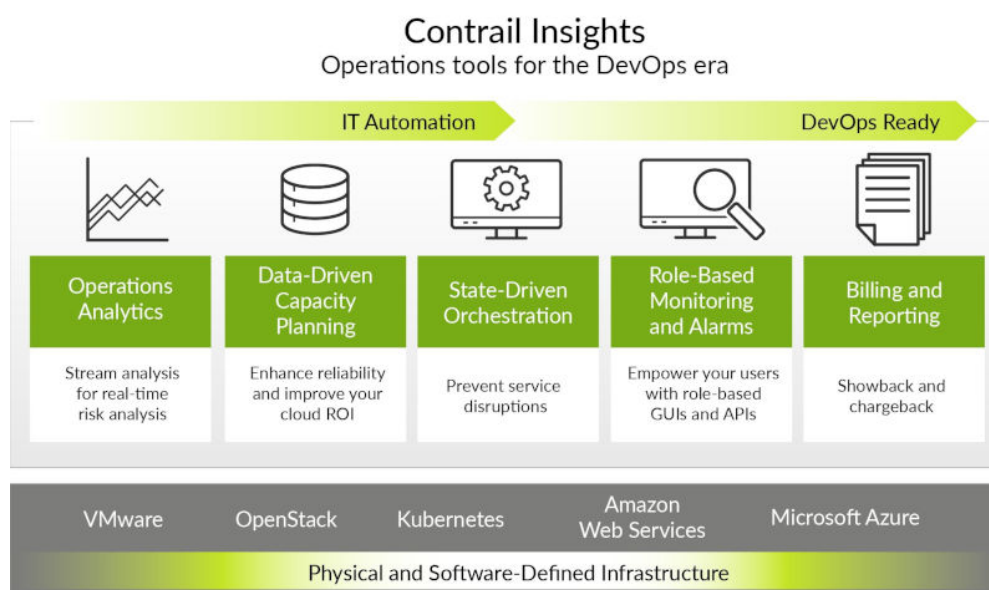 Contrail Insights
Operations tools for the DevOps era
IT Automation
DevOps Ready
Operations
Analytics
Data-Driven
Capacity
Planning
State-Driven
Orchestration
Role-Based
Monitoring
and Alarms
Billing and
Reporting
Stream analysis
for real-time
risk analysis
Enhance reliability
and improve your
cloud ROI
Prevent service
disruptions
Empower your users
with role-based
GUIs and APIs
Showback and
chargeback
VMware
OpenStack
Kubernetes
Amazon
Web Services
Microsoft Azure
Physical and Software-Defined Infrastructure